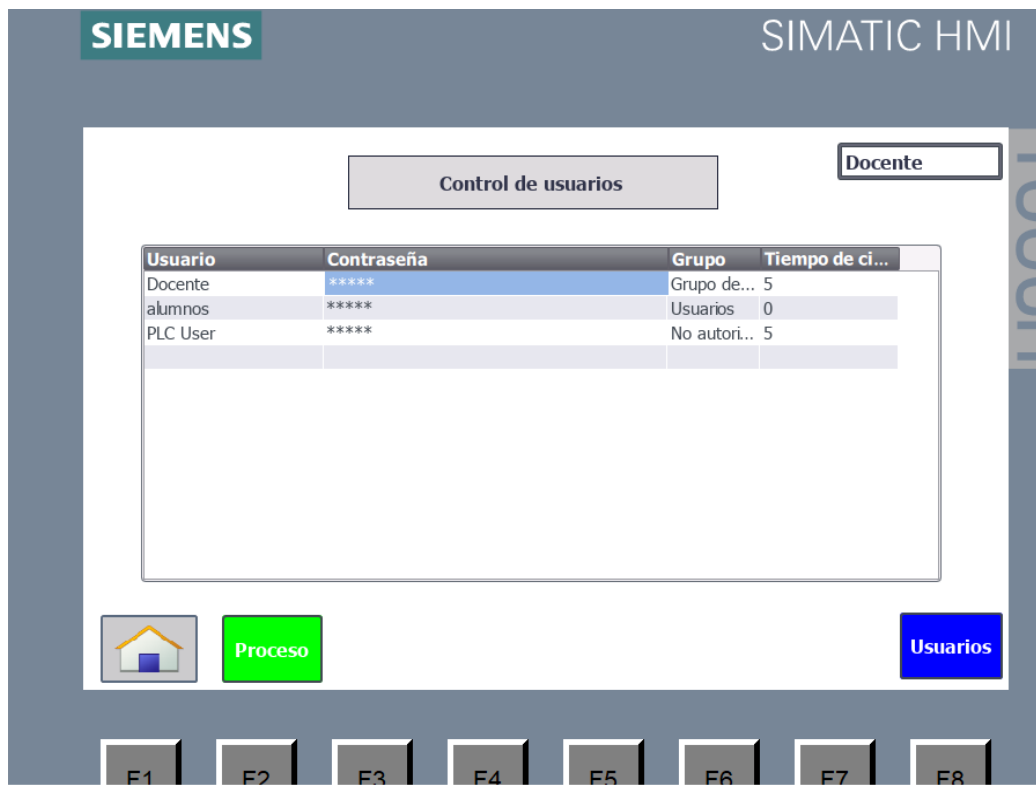 SIEMENS
SIMATIC HMI
Docente
Control de usuarios
Usuario Contraseña Grupo Tiempo de ci...
Docente ***** Grupo de... 5
alumnos ***** Usuarios 0
PLC User ***** No autori... 5
Proceso
Usuarios
F1 F2 F3 F4 F5 F6 F7 F8